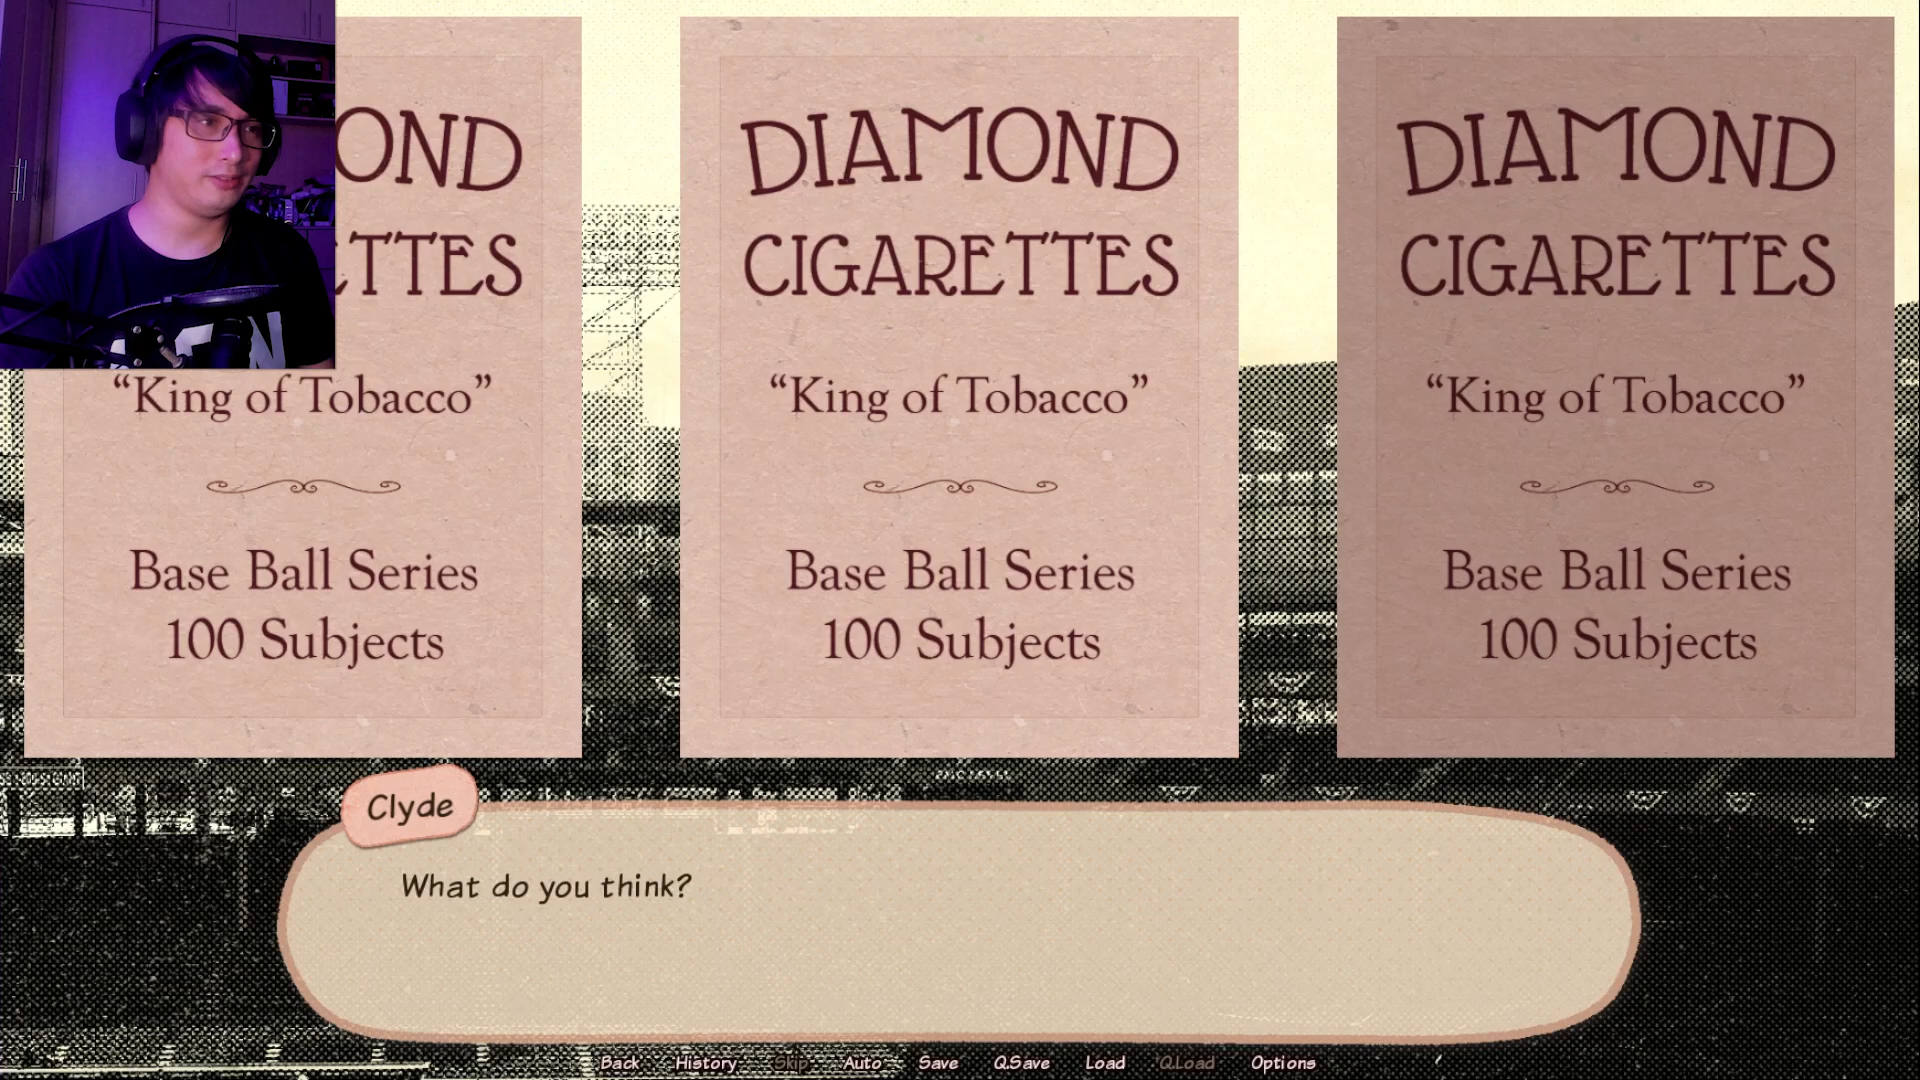 OND
ETTES
“King of Tobacco”
Base Ball Series
100 Subjects
DIAMOND
CIGARETTES
“King of Tobacco”
Base Ball Series
100 Subjects
DIAMOND
CIGARETTES
“King of Tobacco”
Base Ball Series
100 Subjects
Clyde
What do you think?
Back History Skip Auto Save Q.Save Load Q.Load Options